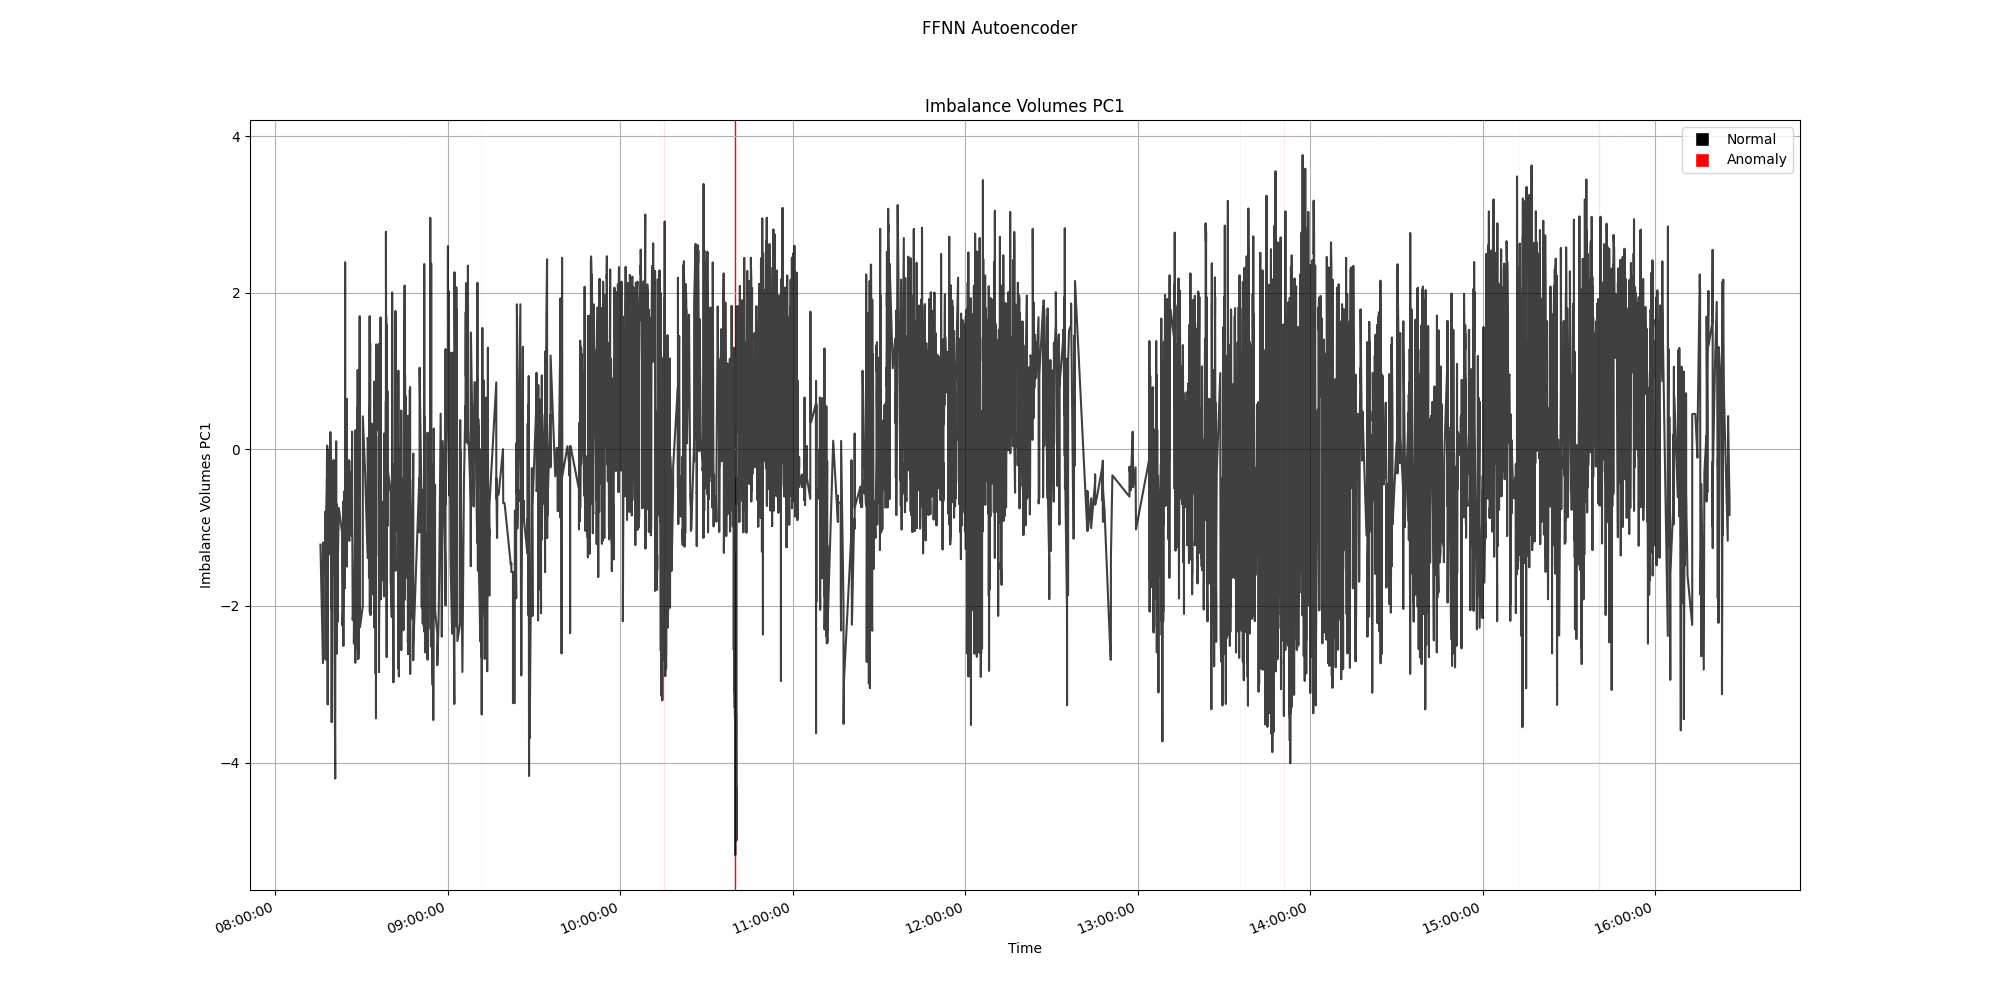 FFNN Autoencoder
Imbalance Volumes PC1
Normal
Anomaly
4
2
0
−2
−4
Imbalance Volumes PC1
08:00:00
09:00:00
10:00:00
11:00:00
12:00:00
13:00:00
14:00:00
15:00:00
16:00:00
Time